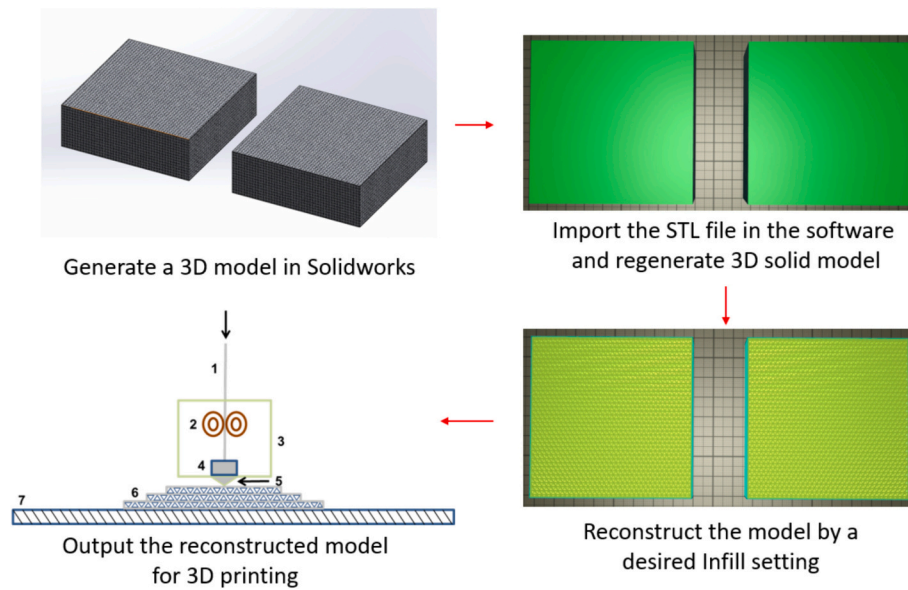 Generate a 3D model in Solidworks
Import the STL file in the software
and regenerate 3D solid model
Reconstruct the model by a
desired Infill setting
1
2
3
4
5
6
7
Output the reconstructed model
for 3D printing